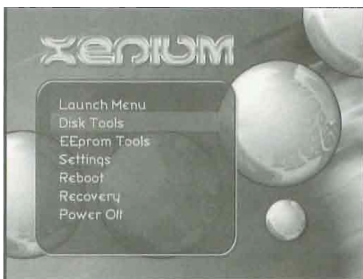 XENIUM
Launch Menu
Disk Tools
EEprom Tools
Settings
Reboot
Recovery
Power Off